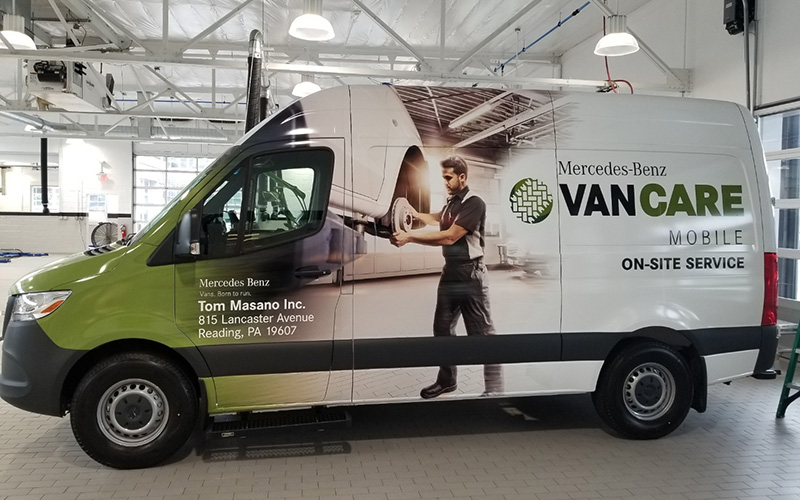 Mercedes-Benz
VANCARE
MOBILE
ON-SITE SERVICE
Mercedes Benz
Vans. Born to run.
Tom Masano Inc.
815 Lancaster Avenue
Reading, PA 19607